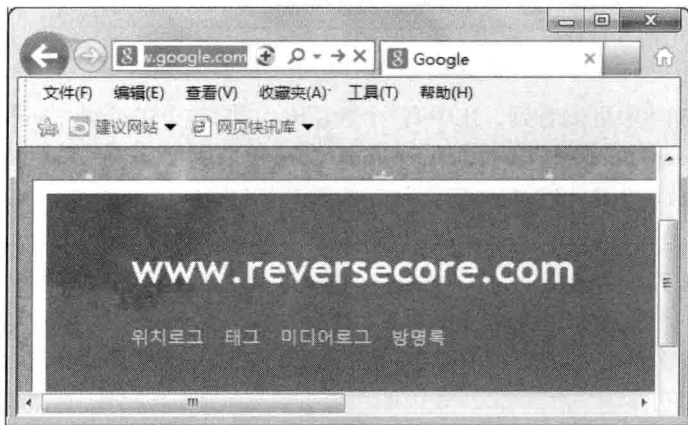 w.google.com
Google
文件(F) 编辑(E) 查看(V) 收藏夹(A) 工具(T) 帮助(H)
建议网站 网页快讯库
www.reversecore.com
위치로그 태그 미디어로그 방명록